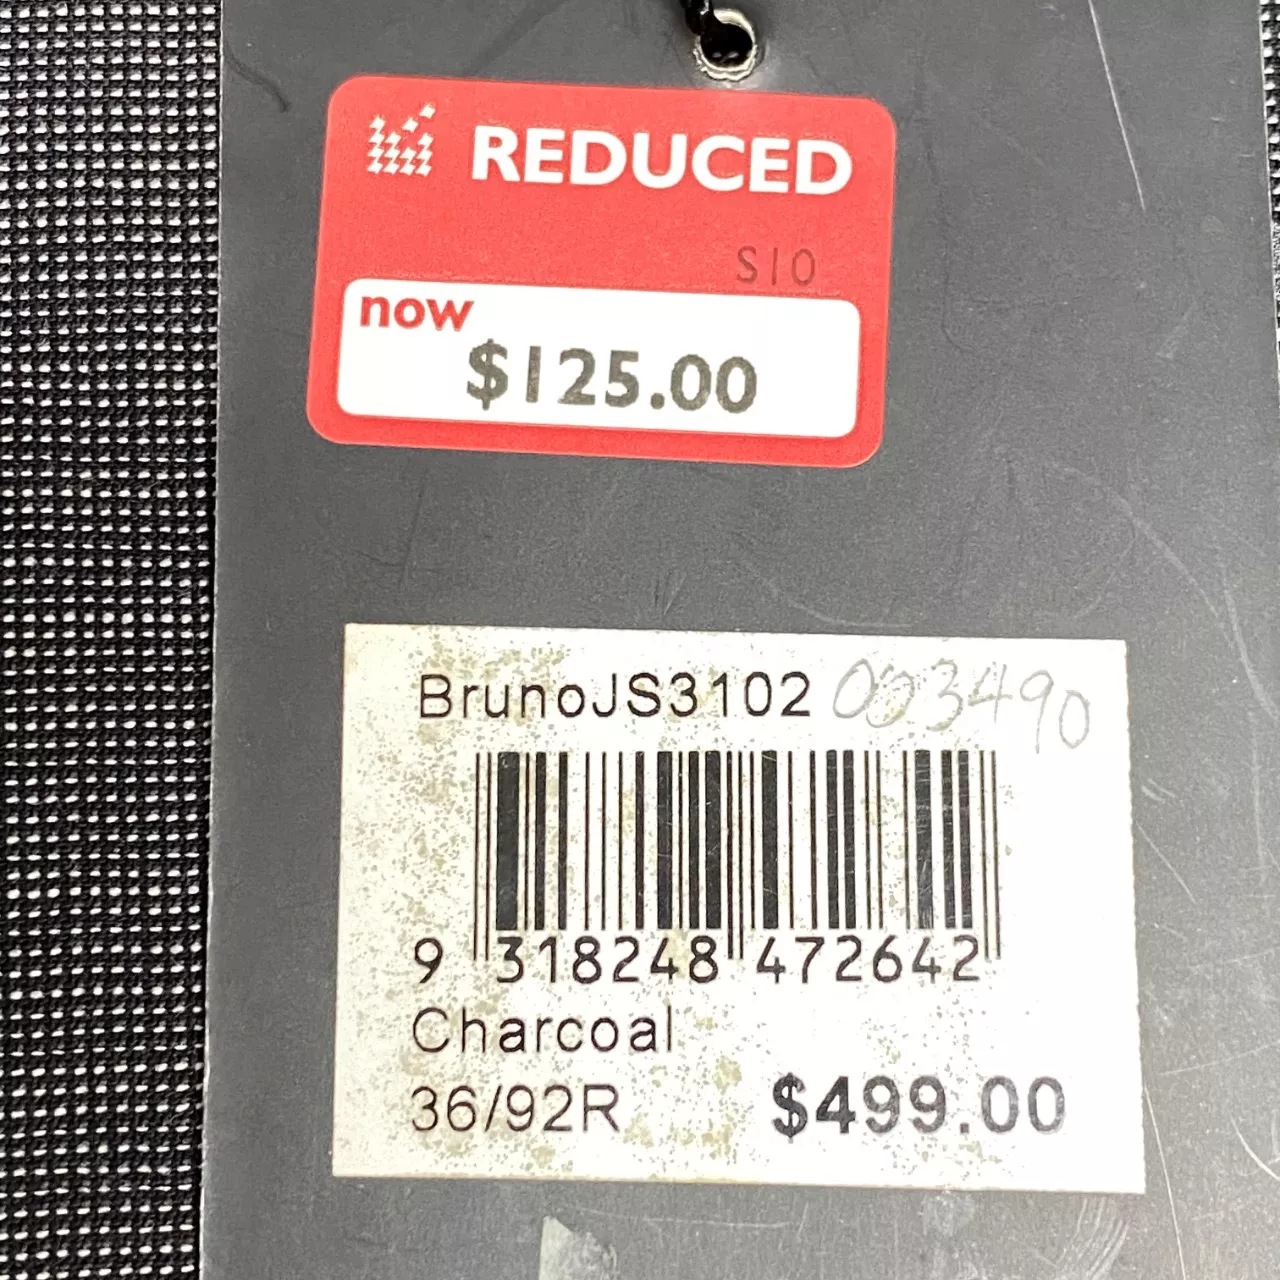 REDUCED
S10
now
$125.00
BrunoJS3102 003490
9 318248 472642
Charcoal
36/92R $499.00